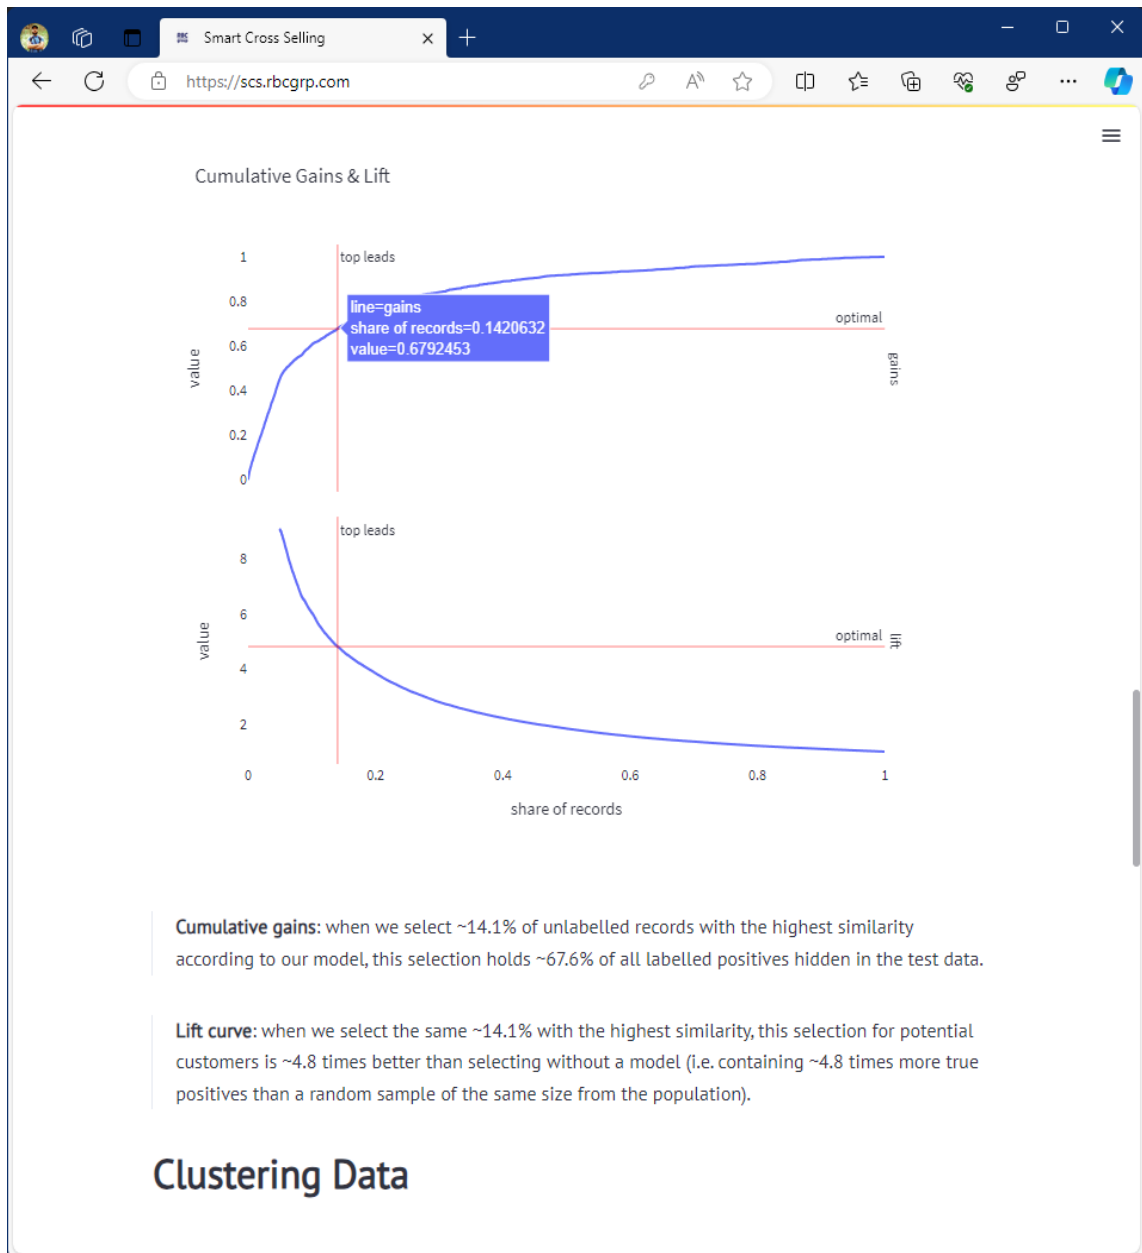 Smart Cross Selling
https://scs.rbcgrp.com
Cumulative Gains & Lift
1
top leads
0.8
line=gains
share of records=0.1420632
value=0.6792453
optimal
0.6
value
gains
0.4
0.2
0
top leads
8
6
value
optimal
lift
4
2
0 0.2 0.4 0.6 0.8 1
share of records
Cumulative gains: when we select ~14.1% of unlabelled records with the highest similarity
according to our model, this selection holds ~67.6% of all labelled positives hidden in the test data.
Lift curve: when we select the same ~14.1% with the highest similarity, this selection for potential
customers is ~4.8 times better than selecting without a model (i.e. containing ~4.8 times more true
positives than a random sample of the same size from the population).
Clustering Data